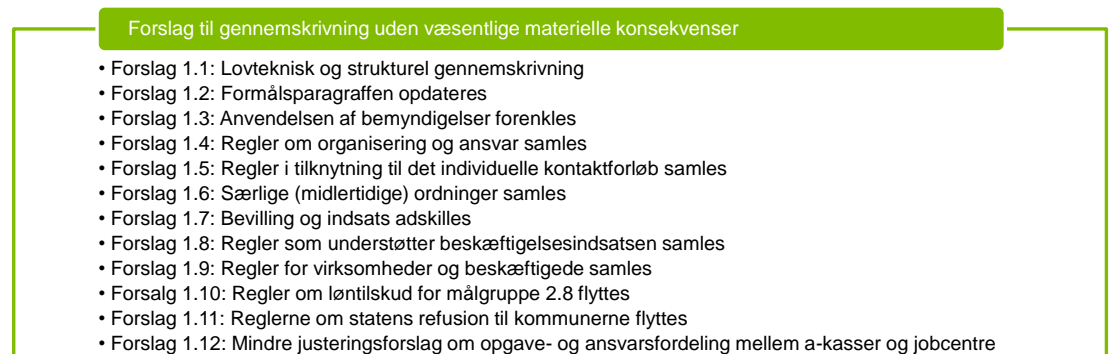 Forslag til gennemskrivning uden væsentlige materielle konsekvenser
• Forslag 1.1: Lovteknisk og strukturel gennemskrivning
• Forslag 1.2: Formålsparagraffen opdateres
• Forslag 1.3: Anvendelsen af bemyndigelser forenkles
• Forslag 1.4: Regler om organisering og ansvar samles
• Forslag 1.5: Regler i tilknytning til det individuelle kontaktforløb samles
• Forslag 1.6: Særlige (midlertidige) ordninger samles
• Forslag 1.7: Bevilling og indsats adskilles
• Forslag 1.8: Regler som understøtter beskæftigelsesindsatsen samles
• Forslag 1.9: Regler for virksomheder og beskæftigede samles
• Forsalg 1.10: Regler om løntilskud for målgruppe 2.8 flyttes
• Forslag 1.11: Reglerne om statens refusion til kommunerne flyttes
• Forslag 1.12: Mindre justeringsforslag om opgave- og ansvarsfordeling mellem a-kasser og jobcentre